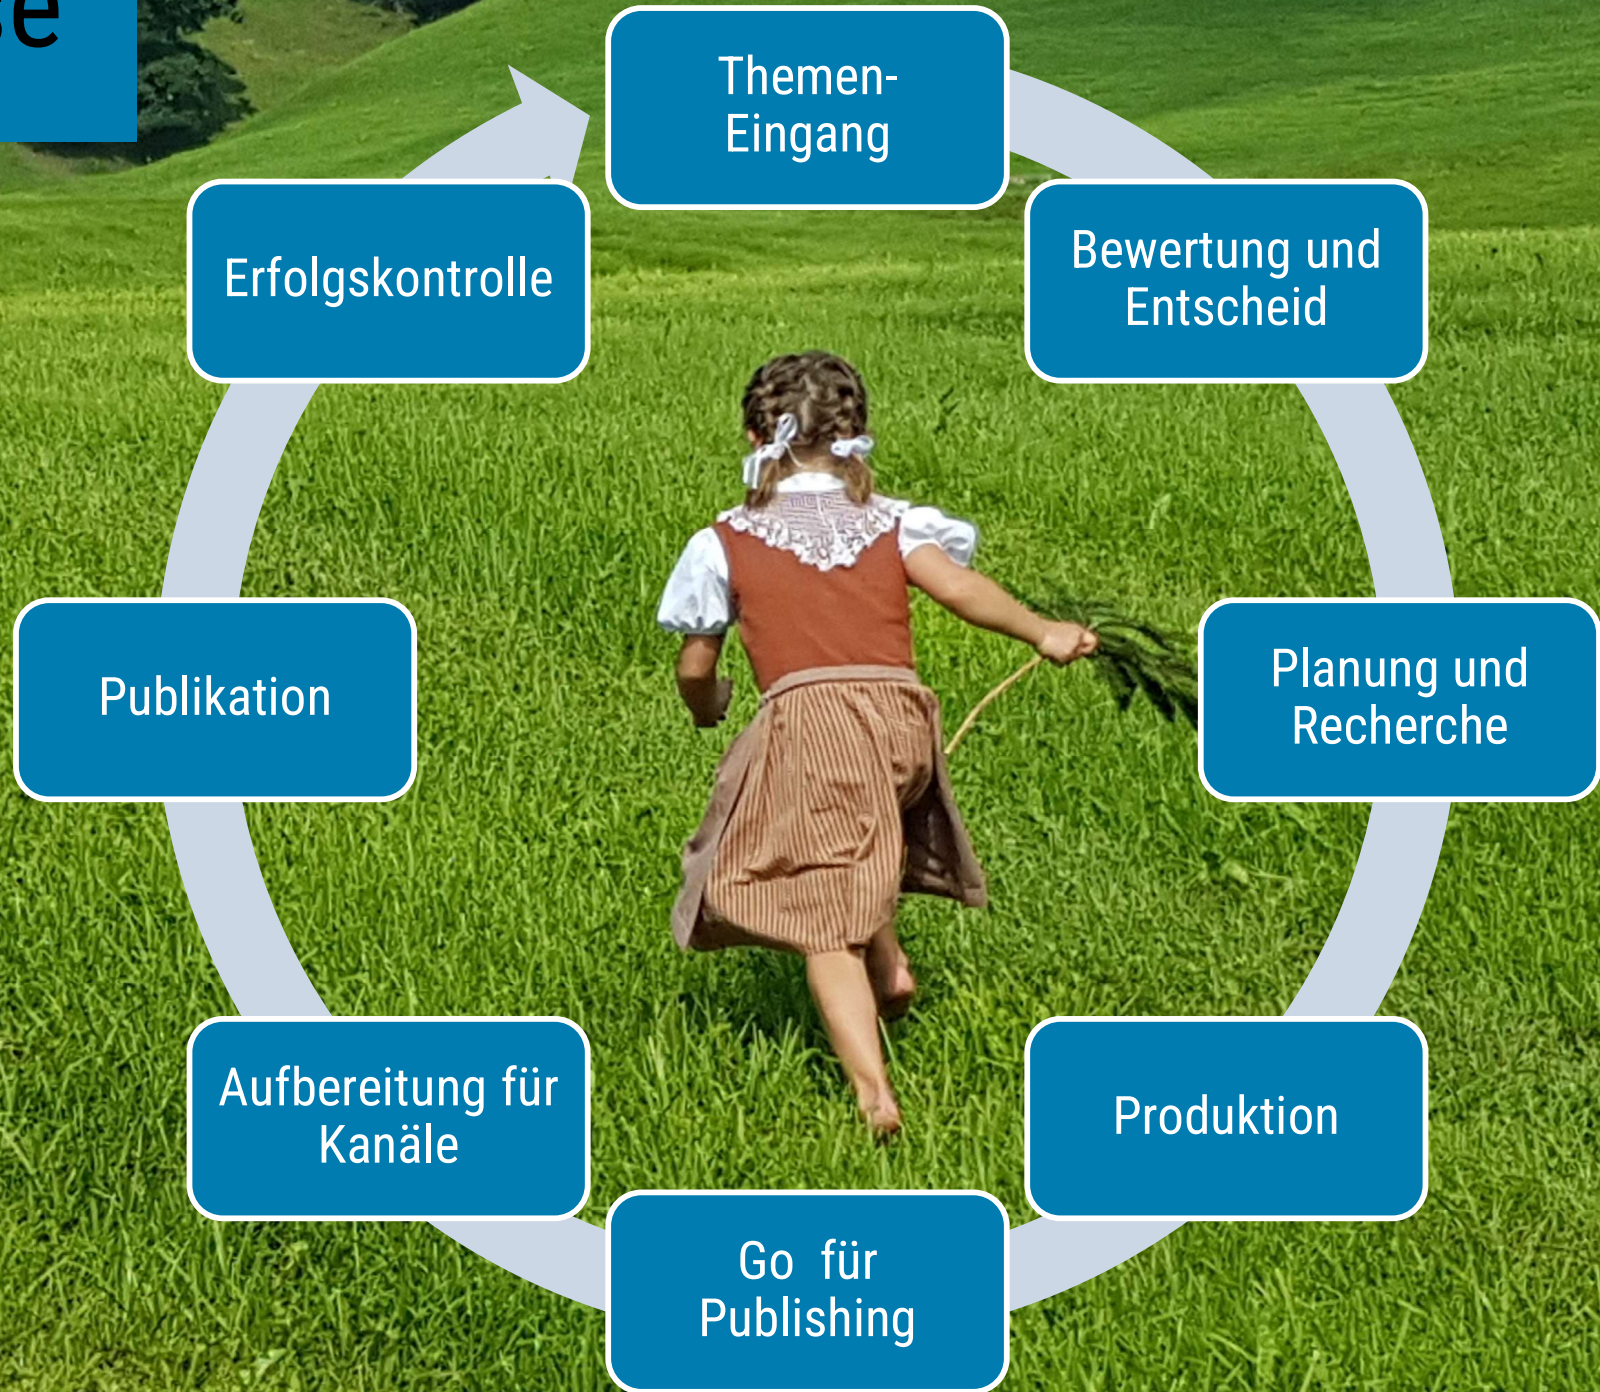 Themen-
Eingang
Bewertung und
Entscheid
Planung und
Recherche
Produktion
Go für
Publishing
Aufbereitung für
Kanäle
Publikation
Erfolgskontrolle